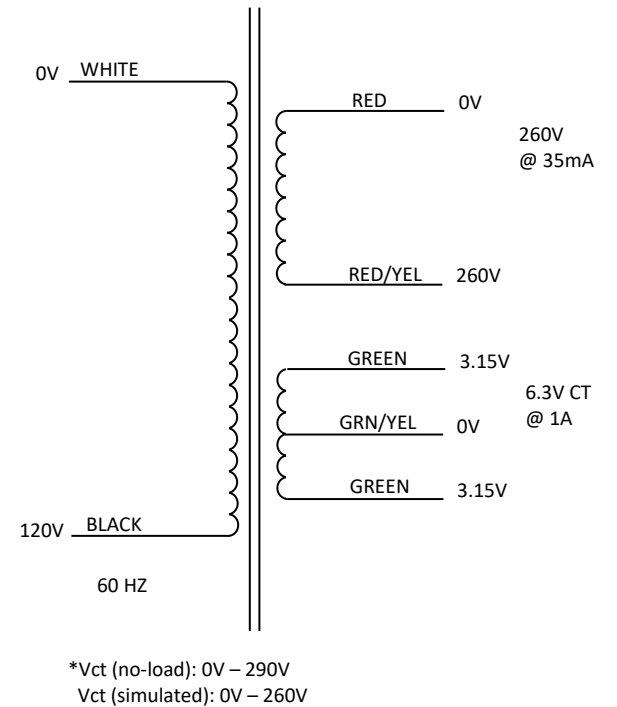 0V WHITE
RED 0V
260V
@ 35mA
RED/YEL 260V
GREEN 3.15V
6.3V CT
@ 1A
GRN/YEL 0V
GREEN 3.15V
120V BLACK
60 HZ
*Vct (no-load): 0V – 290V
Vct (simulated): 0V – 260V